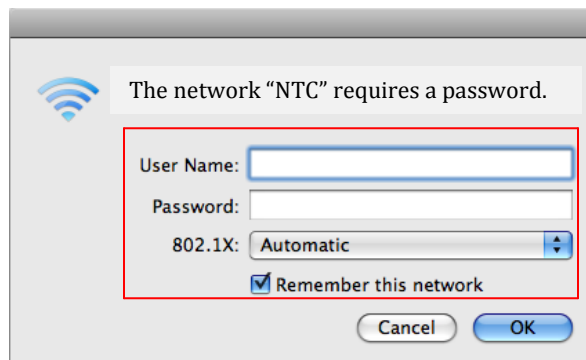 The network “NTC” requires a password.
User Name:
Password:
802.1X: Automatic
Remember this network
Cancel OK